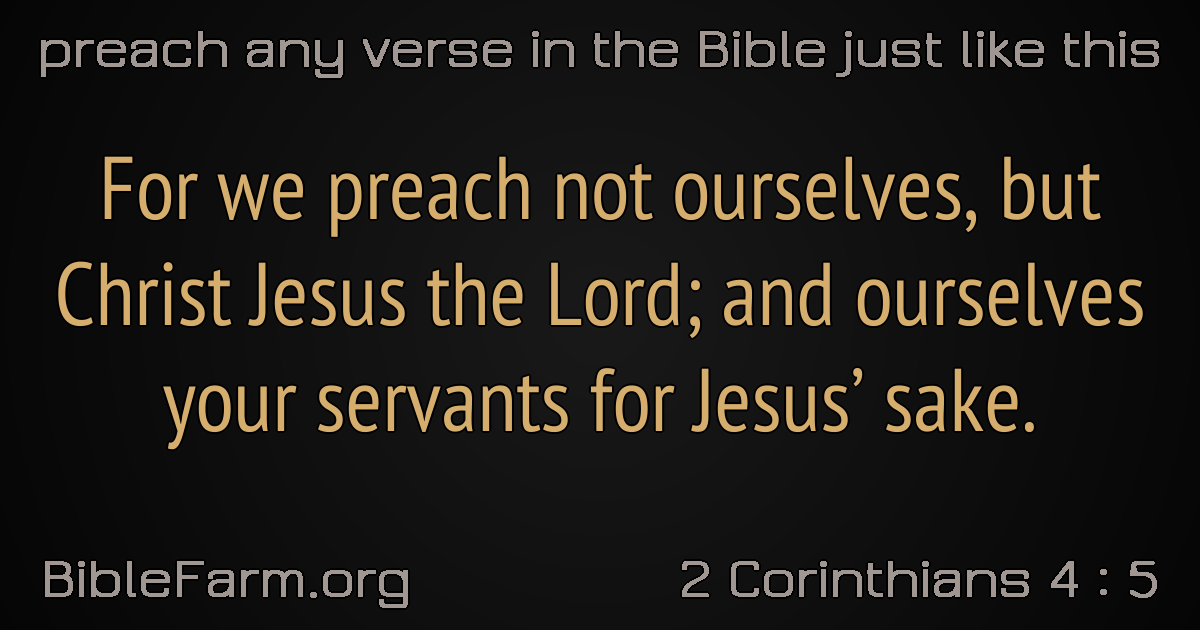 preach any verse in the Bible just like this
For we preach not ourselves, but
Christ Jesus the Lord; and ourselves
your servants for Jesus’ sake.
BibleFarm.org
2 Corinthians 4 : 5